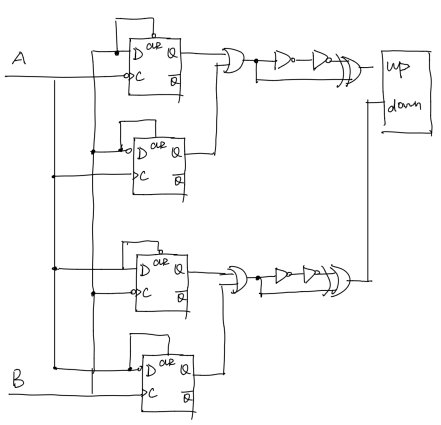 A
D CLR Q
C Q̅
up
down
D CLR Q
C Q̅
D CLR Q
C Q̅
B
D CLR Q
C Q̅